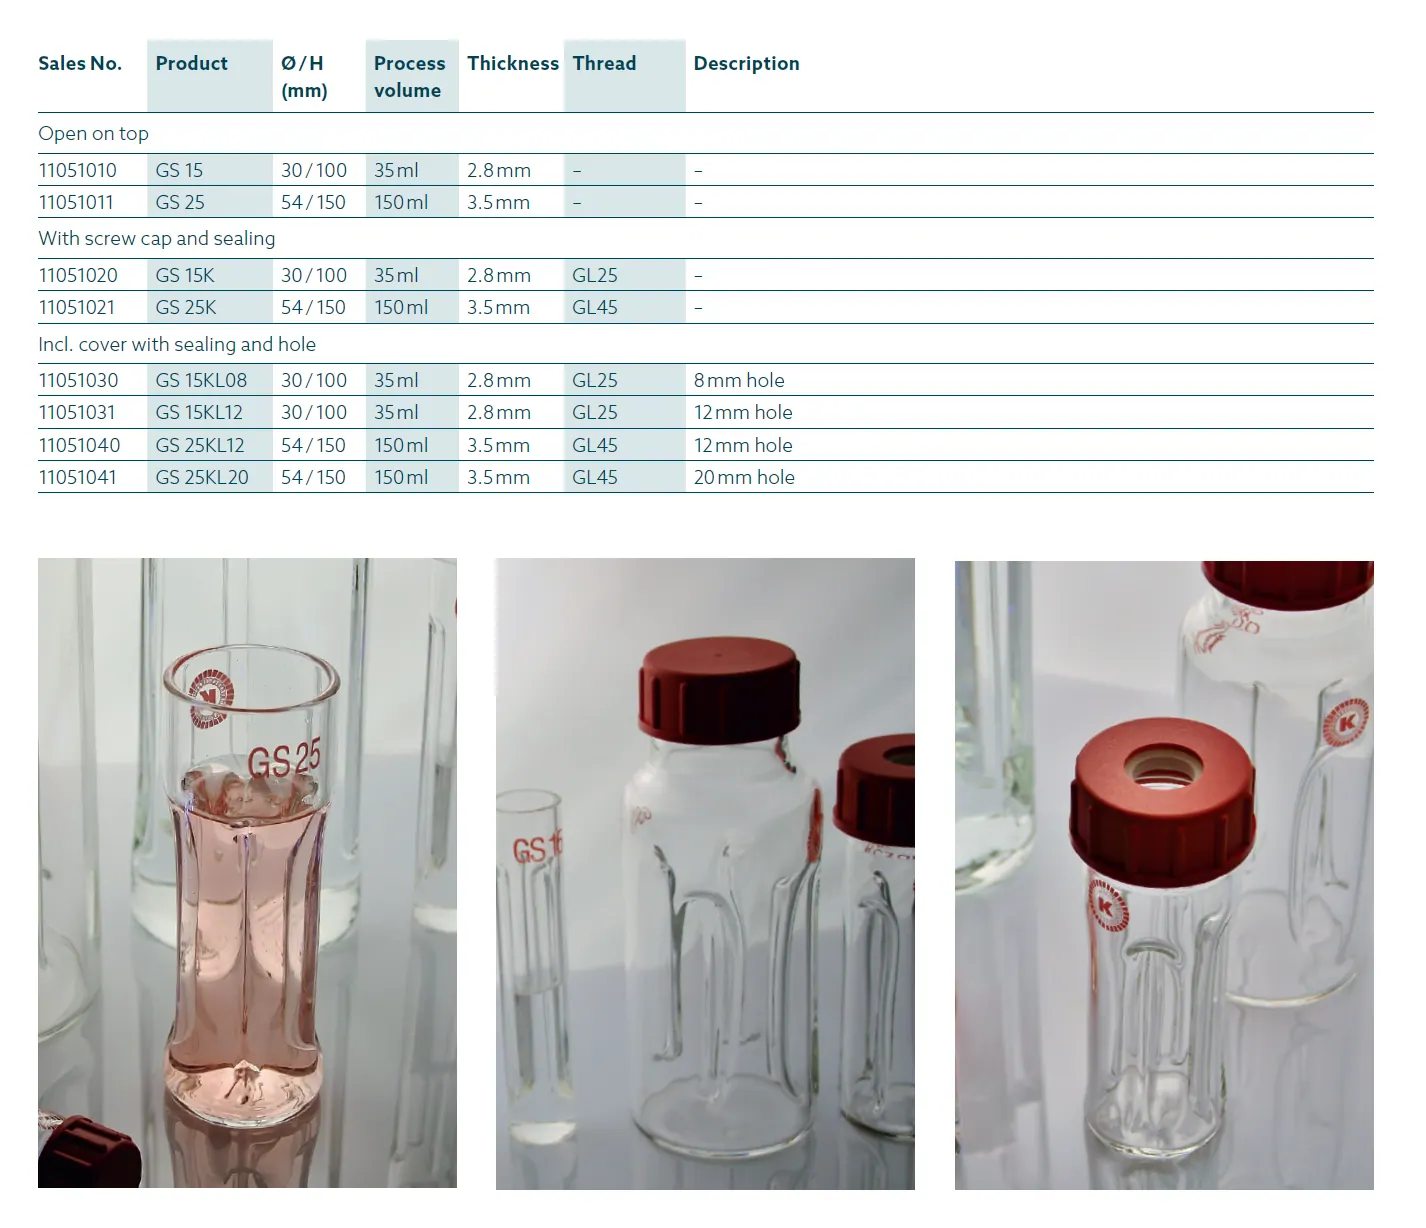 Sales No. Product Ø / H (mm) Process volume Thickness Thread Description
Open on top
11051010 GS 15 30 / 100 35 ml 2.8 mm – –
11051011 GS 25 54 / 150 150 ml 3.5 mm – –
With screw cap and sealing
11051020 GS 15K 30 / 100 35 ml 2.8 mm GL25 –
11051021 GS 25K 54 / 150 150 ml 3.5 mm GL45 –
Incl. cover with sealing and hole
11051030 GS 15KL08 30 / 100 35 ml 2.8 mm GL25 8 mm hole
11051031 GS 15KL12 30 / 100 35 ml 2.8 mm GL25 12 mm hole
11051040 GS 25KL12 54 / 150 150 ml 3.5 mm GL45 12 mm hole
11051041 GS 25KL20 54 / 150 150 ml 3.5 mm GL45 20 mm hole
K
GS 25
K
K